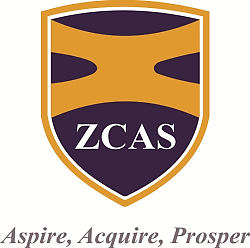 ZCAS
Aspire, Acquire, Prosper